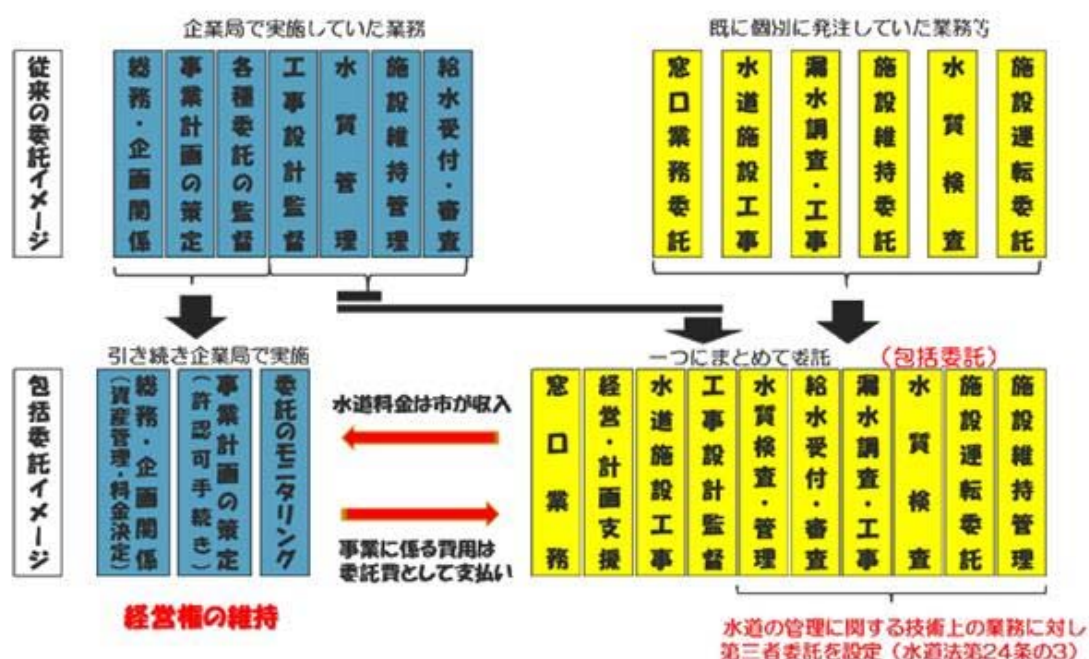 企業局で実施していた業務
既に個別に発注していた業務等
従来の委託イメージ
総務・企画関係
事業計画の策定
各種委託の監督
工事設計監督
水質管理
施設維持管理
給水受付・審査
窓口業務委託
水道施設工事
漏水調査・工事
施設維持委託
水質検査
施設運転委託
引き続き企業局で実施
一つにまとめて委託
(包括委託)
包括委託イメージ
総務・企画関係
(資産管理・料金決定)
事業計画の策定
(許認可手続き)
委託のモニタリング
水道料金は市が収入
事業に係る費用は
委託費として支払い
窓口業務
経営・計画支援
水道施設工事
工事設計監督
水質検査・管理
給水受付・審査
漏水調査・工事
水質検査
施設運転委託
施設維持管理
経営権の維持
水道の管理に関する技術上の業務に対し
第三者委託を設定(水道法第24条の3)